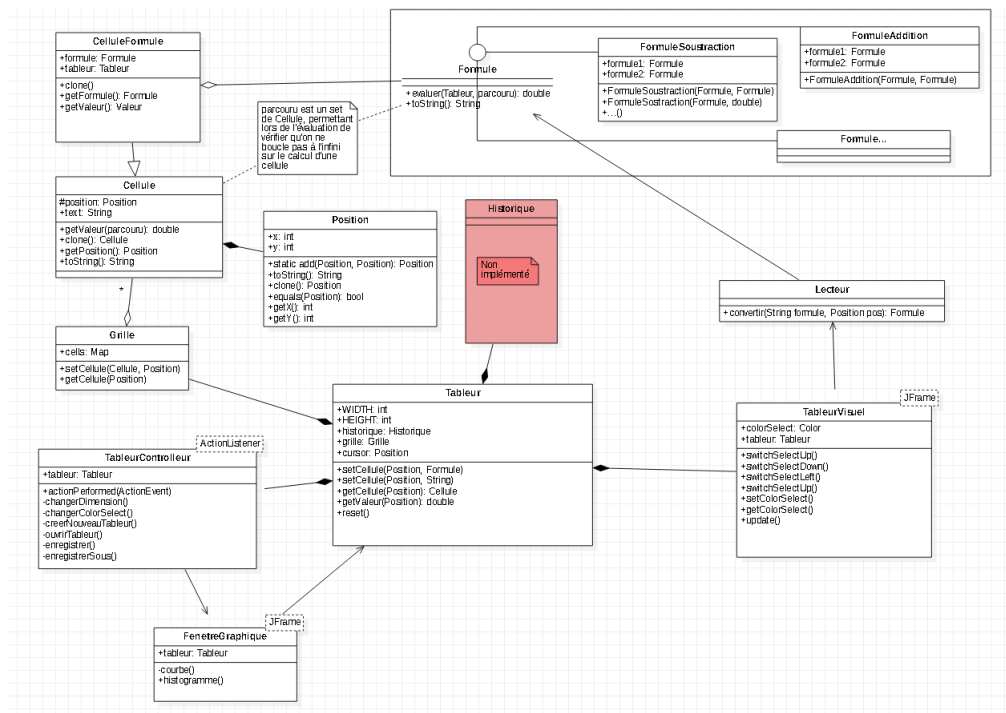 CelluleFormule
+formule: Formule
+tableur: Tableur
+clone()
+getFormule(): Formule
+getValeur(): Valeur
Formule
+evaluer(Tableur, parcouru): double
+toString(): String
FormuleSoustraction
+formule1: Formule
+formule2: Formule
+FormuleSoustraction(Formule, Formule)
+FormuleSostraction(Formule, double)
+...()
FormuleAddition
+formule1: Formule
+formule2: Formule
+FormuleAddition(Formule, Formule)
Formule...
parcouru est un set
de Cellule, permettant
lors de l'évaluation de
vérifier qu'on ne
boucle pas à l'infini
sur le calcul d'une
cellule
Cellule
#position: Position
+text: String
+getValeur(parcouru): double
+clone(): Cellule
+getPosition(): Position
+toString(): String
Position
+x: int
+y: int
+static add(Position, Position): Position
+toString(): String
+clone(): Position
+equals(Position): bool
+getX(): int
+getY(): int
Historique
Non
implémenté
Lecteur
+convertir(String formule, Position pos): Formule
*
Grille
+cells: Map
+setCellule(Cellule, Position)
+getCellule(Position)
Tableur
+WIDTH: int
+HEIGHT: int
+historique: Historique
+grille: Grille
+cursor: Position
+setCellule(Position, Formule)
+setCellule(Position, String)
+getCellule(Position): Cellule
+getValeur(Position): double
+reset()
JFrame
TableurVisuel
+colorSelect: Color
+tableur: Tableur
+switchSelectUp()
+switchSelectDown()
+switchSelectLeft()
+switchSelectUp()
+setColorSelect()
+getColorSelect()
+update()
ActionListener
TableurControlleur
+tableur: Tableur
+actionPerformed(ActionEvent)
-changerDimension()
-changerColorSelect()
-creerNouveauTableur()
-ouvrirTableur()
-enregistrer()
-enregistrerSous()
JFrame
FenetreGraphique
+tableur: Tableur
-courbe()
+histogramme()